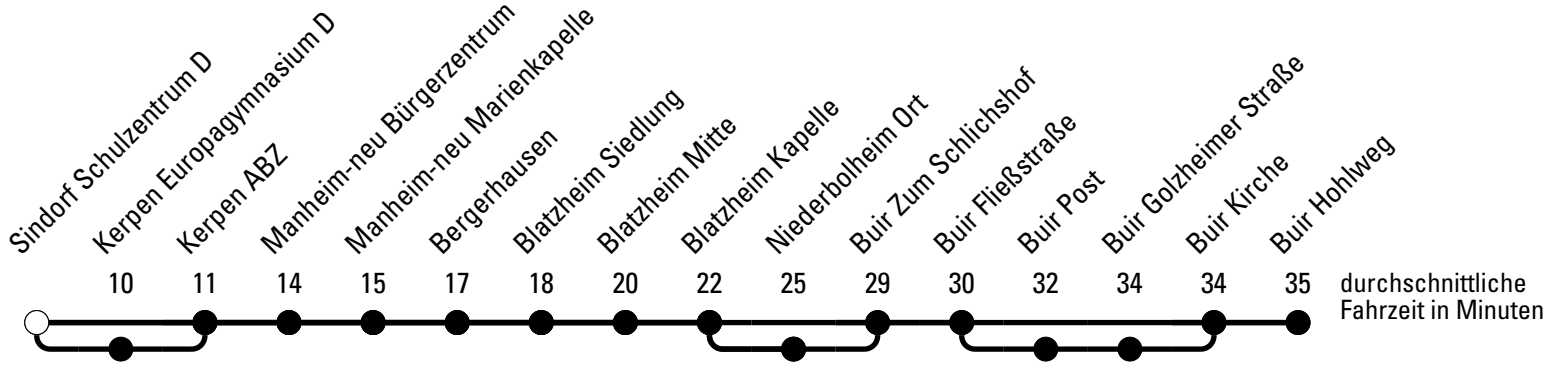 Sindorf Schulzentrum D
Kerpen Europagymnasium D
Kerpen ABZ
Manheim-neu Bürgerzentrum
Manheim-neu Marienkapelle
Bergerhausen
Blatzheim Siedlung
Blatzheim Mitte
Blatzheim Kapelle
Niederbolheim Ort
Buir Zum Schlichshof
Buir Fließstraße
Buir Post
Buir Golzheimer Straße
Buir Kirche
Buir Hohlweg
10 11 14 15 17 18 20 22 25 29 30 32 34 34 35
durchschnittliche
Fahrzeit in Minuten